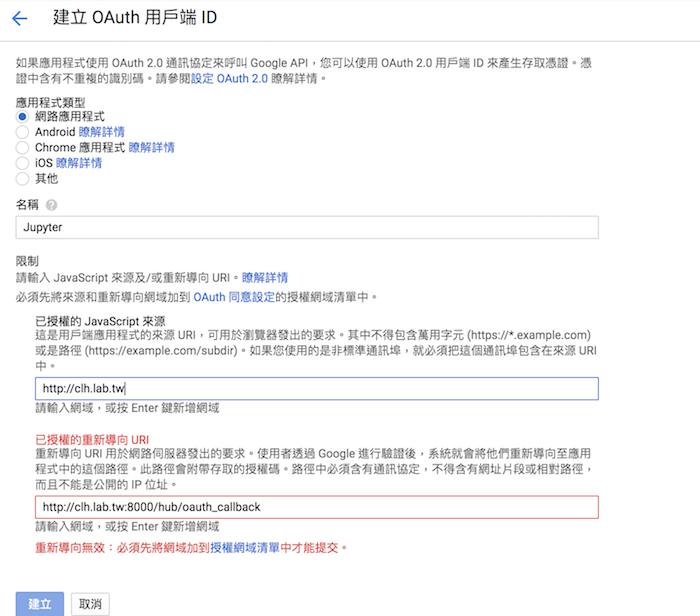 建立 OAuth 用戶端 ID
如果應用程式使用 OAuth 2.0 通訊協定來呼叫 Google API，您可以使用 OAuth 2.0 用戶端 ID 來產生存取憑證。憑
證中含有不重複的識別碼。請參閱設定 OAuth 2.0 瞭解詳情。
應用程式類型
網路應用程式
Android 瞭解詳情
Chrome 應用程式 瞭解詳情
iOS 瞭解詳情
其他
名稱 ?
Jupyter
限制
請輸入 JavaScript 來源及/或重新導向 URI。瞭解詳情
必須先將來源和重新導向網域加到 OAuth 同意設定的授權網域清單中。
已授權的 JavaScript 來源
這是用戶端應用程式的來源 URI，可用於瀏覽器發出的要求。其中不得包含萬用字元 (https://*.example.com)
或是路徑 (https://example.com/subdir)。如果您使用的是非標準通訊埠，就必須把這個通訊埠包含在來源 URI
中。
http://clh.lab.tw
請輸入網域，或按 Enter 鍵新增網域
已授權的重新導向 URI
重新導向 URI 用於網路伺服器發出的要求。使用者透過 Google 進行驗證後，系統就會將他們重新導向至應用
程式中的這個路徑。此路徑會附帶存取的授權碼。路徑中必須含有通訊協定，不得含有網址片段或相對路徑，
而且不能是公開的 IP 位址。
http://clh.lab.tw:8000/hub/oauth_callback
請輸入網域，或按 Enter 鍵新增網域
重新導向無效：必須先將網域加到授權網域清單中才能提交。
建立 取消